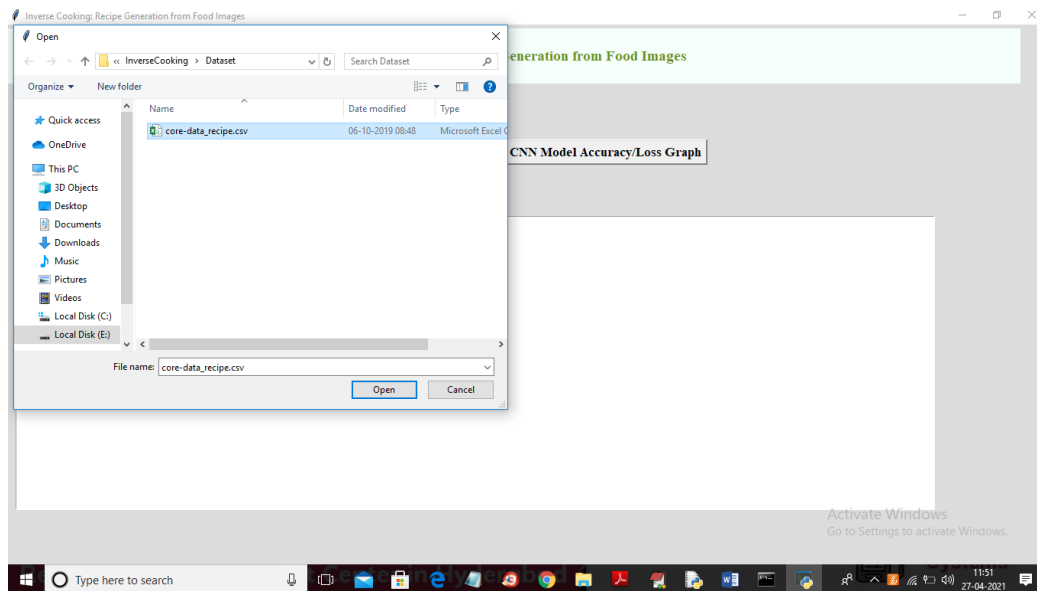 Inverse Cooking: Recipe Generation from Food Images
Open
eneration from Food Images
« InverseCooking › Dataset
Search Dataset
Organize
New folder
Name
Date modified
Type
core-data_recipe.csv
06-10-2019 08:48
Microsoft Excel C
Quick access
OneDrive
This PC
3D Objects
Desktop
Documents
Downloads
Music
Pictures
Videos
Local Disk (C:)
Local Disk (E:)
CNN Model Accuracy/Loss Graph
File name:
core-data_recipe.csv
Open
Cancel
Activate Windows
Go to Settings to activate Windows.
Type here to search
11:51
27-04-2021